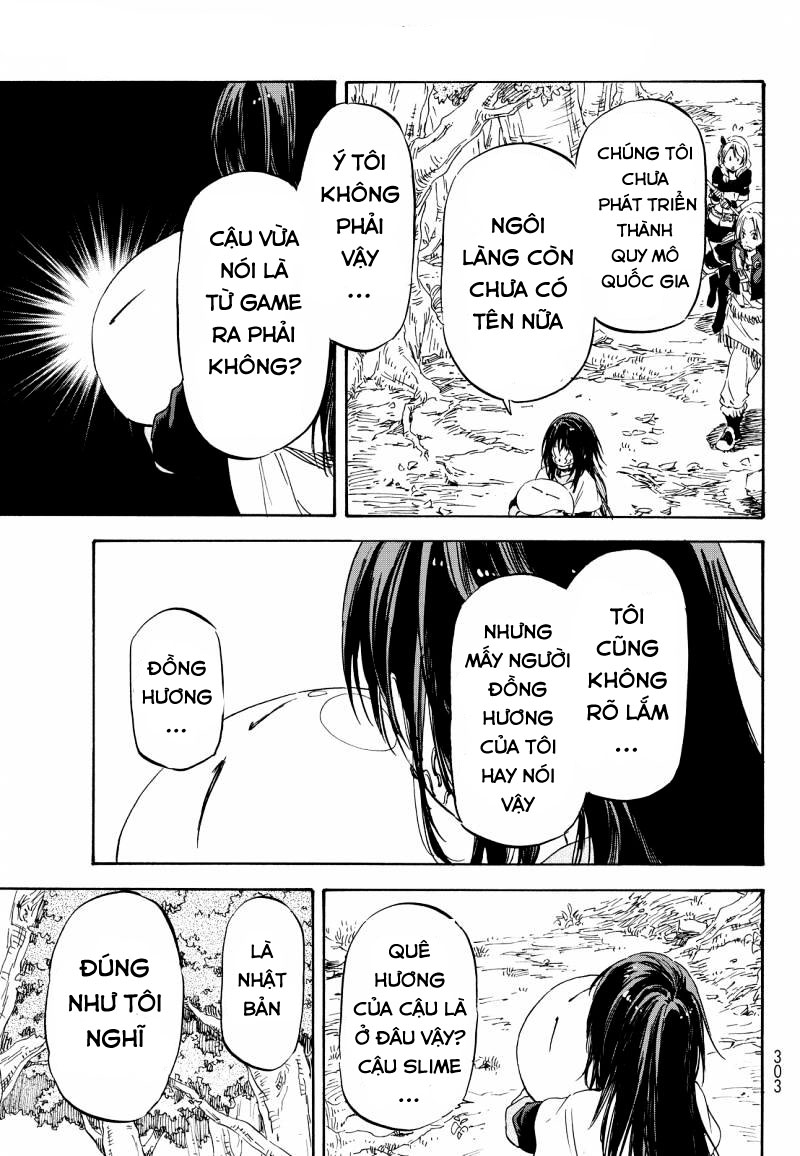 CHÚNG TÔI
CHƯA
PHÁT TRIỂN
THÀNH
QUY MÔ
QUỐC GIA
NGÔI
LÀNG CÒN
CHƯA CÓ
TÊN NỮA
Ý TÔI
KHÔNG
PHẢI
VẬY
...
CẬU VỪA
NÓI LÀ
TỪ GAME
RA PHẢI
KHÔNG?
TÔI
CŨNG
KHÔNG
RÕ LẮM
...
NHƯNG
MẤY NGƯỜI
ĐỒNG
HƯƠNG
CỦA TÔI
HAY NÓI
VẬY
ĐỒNG
HƯƠNG
...
QUÊ
HƯƠNG
CỦA CẬU LÀ
Ở ĐÂU VẬY?
CẬU SLIME
...
LÀ
NHẬT
BẢN
ĐÚNG
NHƯ TÔI
NGHĨ
303